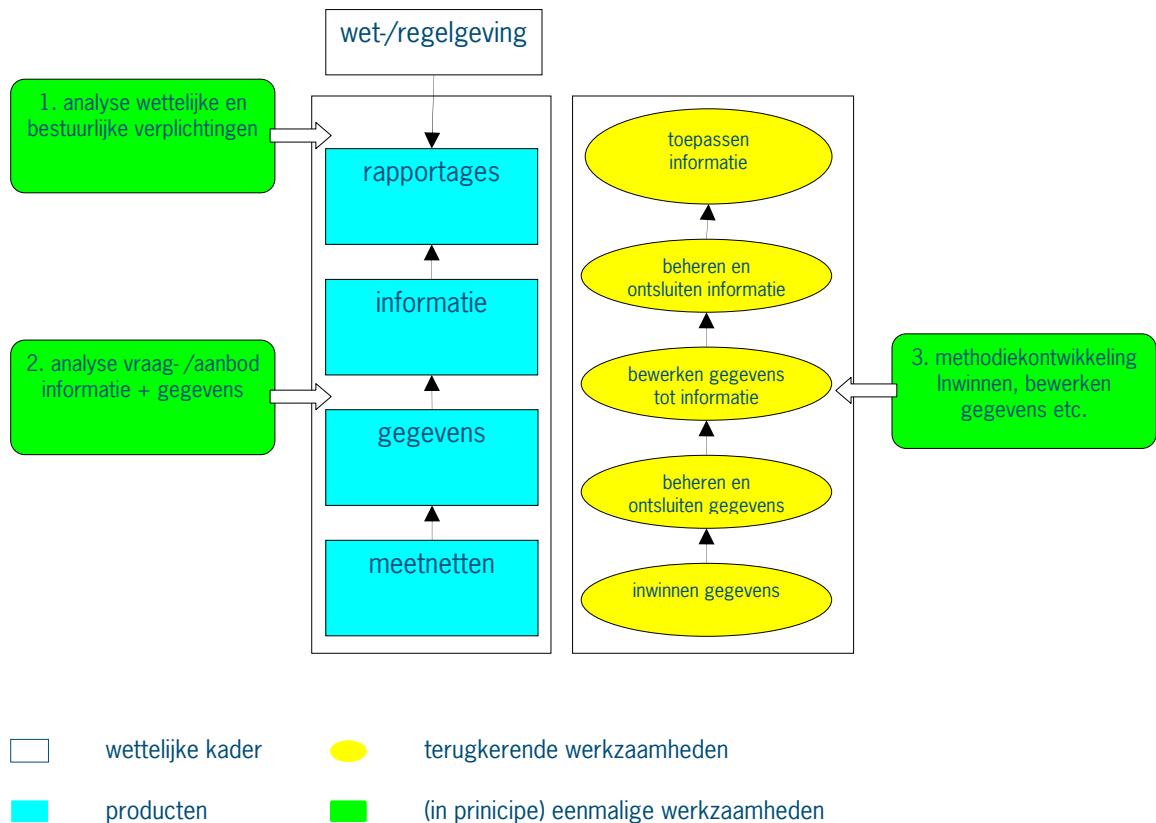 wet-/regelgeving
1. analyse wettelijke en
bestuurlijke verplichtingen
rapportages
informatie
2. analyse vraag- /aanbod
informatie + gegevens
gegevens
meetnetten
toepassen
informatie
beheren en
ontsluiten informatie
bewerken gegevens
tot informatie
beheren en
ontsluiten gegevens
inwinnen gegevens
3. methodiekontwikkeling
Inwinnen, bewerken
gegevens etc.
wettelijke kader
terugkerende werkzaamheden
producten
(in prinicipe) eenmalige werkzaamheden